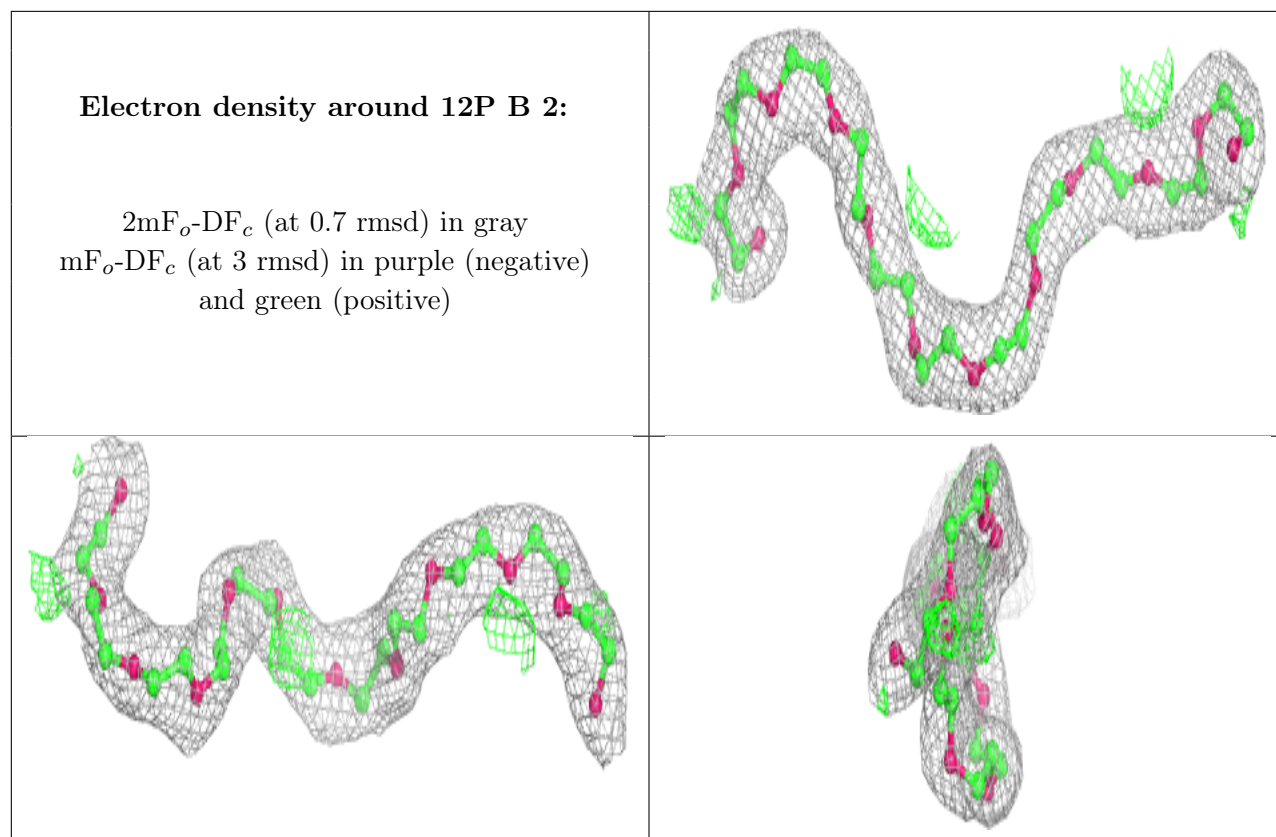 Electron density around 12P B 2:
2mFo-DFc (at 0.7 rmsd) in gray
mFo-DFc (at 3 rmsd) in purple (negative)
and green (positive)